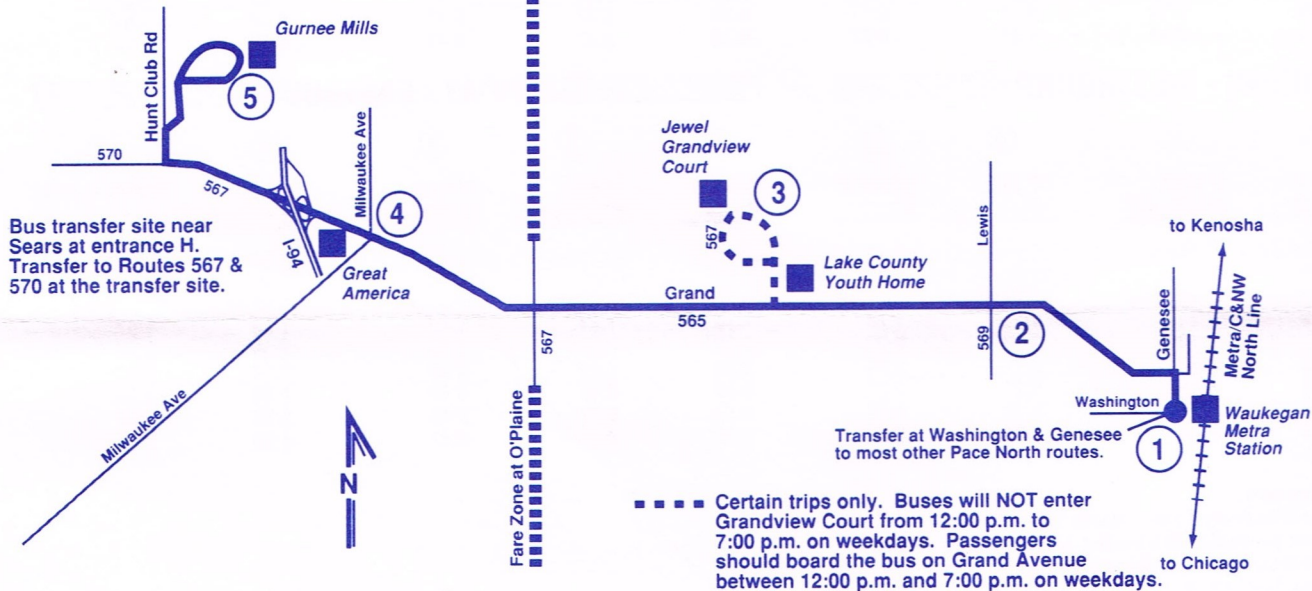 Hunt Club Rd
Gurnee Mills
5
570
567
Milwaukee Ave
4
I-94
Great
America
Bus transfer site near
Sears at entrance H.
Transfer to Routes 567 &
570 at the transfer site.
Milwaukee Ave
N
567
Fare Zone at O'Plaine
Jewel
Grandview
Court
3
567
Lake County
Youth Home
Grand
565
Lewis
569
2
to Kenosha
Genesee
Metra/C&NW
North Line
Washington
Waukegan
Metra
Station
1
Transfer at Washington & Genesee
to most other Pace North routes.
to Chicago
Certain trips only. Buses will NOT enter
Grandview Court from 12:00 p.m. to
7:00 p.m. on weekdays. Passengers
should board the bus on Grand Avenue
between 12:00 p.m. and 7:00 p.m. on weekdays.